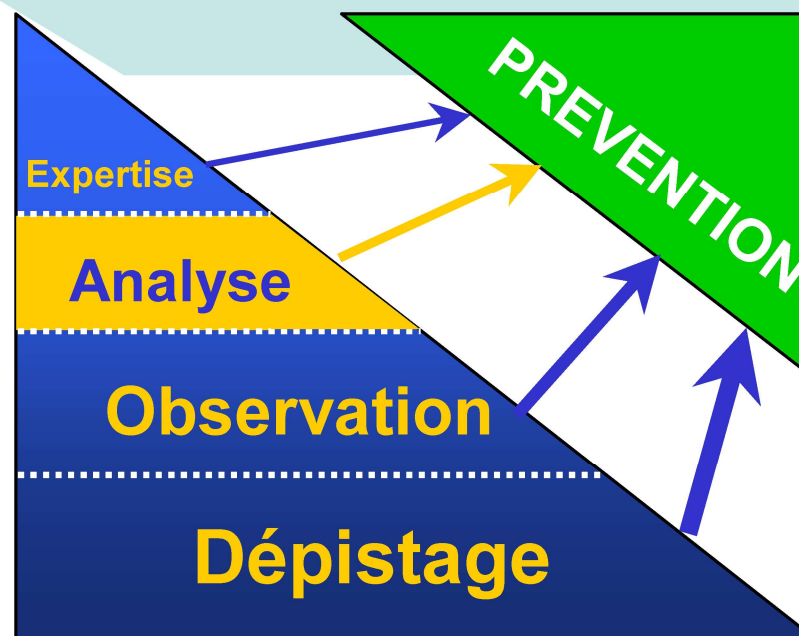 PREVENTION
Expertise
Analyse
Observation
Dépistage